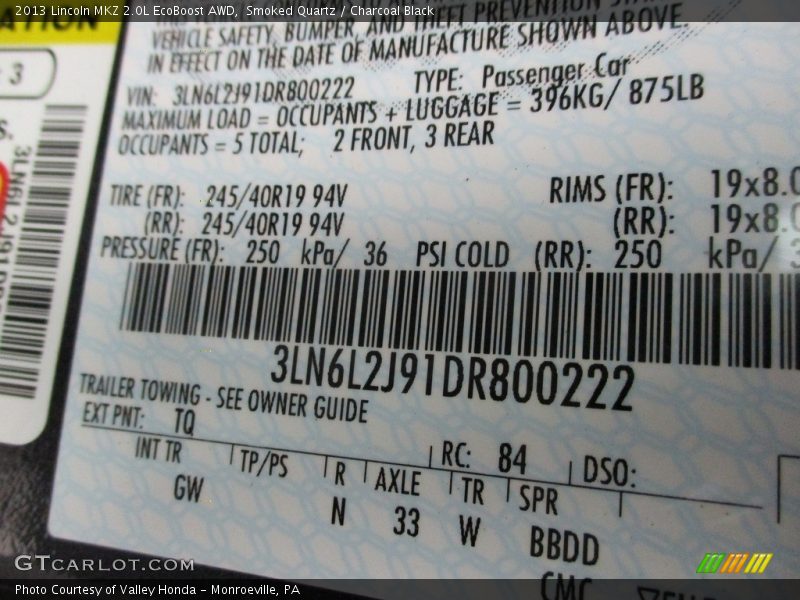 2013 Lincoln MKZ 2.0L EcoBoost AWD, Smoked Quartz / Charcoal Black
VEHICLE SAFETY, BUMPER, AND THEFT PREVENTION
IN EFFECT ON THE DATE OF MANUFACTURE SHOWN ABOVE.
VIN: 3LN6L2J91DR800222 TYPE: Passenger Car
MAXIMUM LOAD = OCCUPANTS + LUGGAGE = 396KG/ 875LB
OCCUPANTS = 5 TOTAL; 2 FRONT, 3 REAR
TIRE (FR): 245/40R19 94V RIMS (FR): 19x8.0
(RR): 245/40R19 94V (RR): 19x8.0
PRESSURE (FR): 250 kPa/ 36 PSI COLD (RR): 250 kPa/
3LN6L2J91DR800222
TRAILER TOWING - SEE OWNER GUIDE
EXT PNT: TQ RC: 84 DSO:
INT TR TP/PS R AXLE TR SPR
GW N 33 W BBDD
3
GTCARLOT.COM
Photo Courtesy of Valley Honda - Monroeville, PA